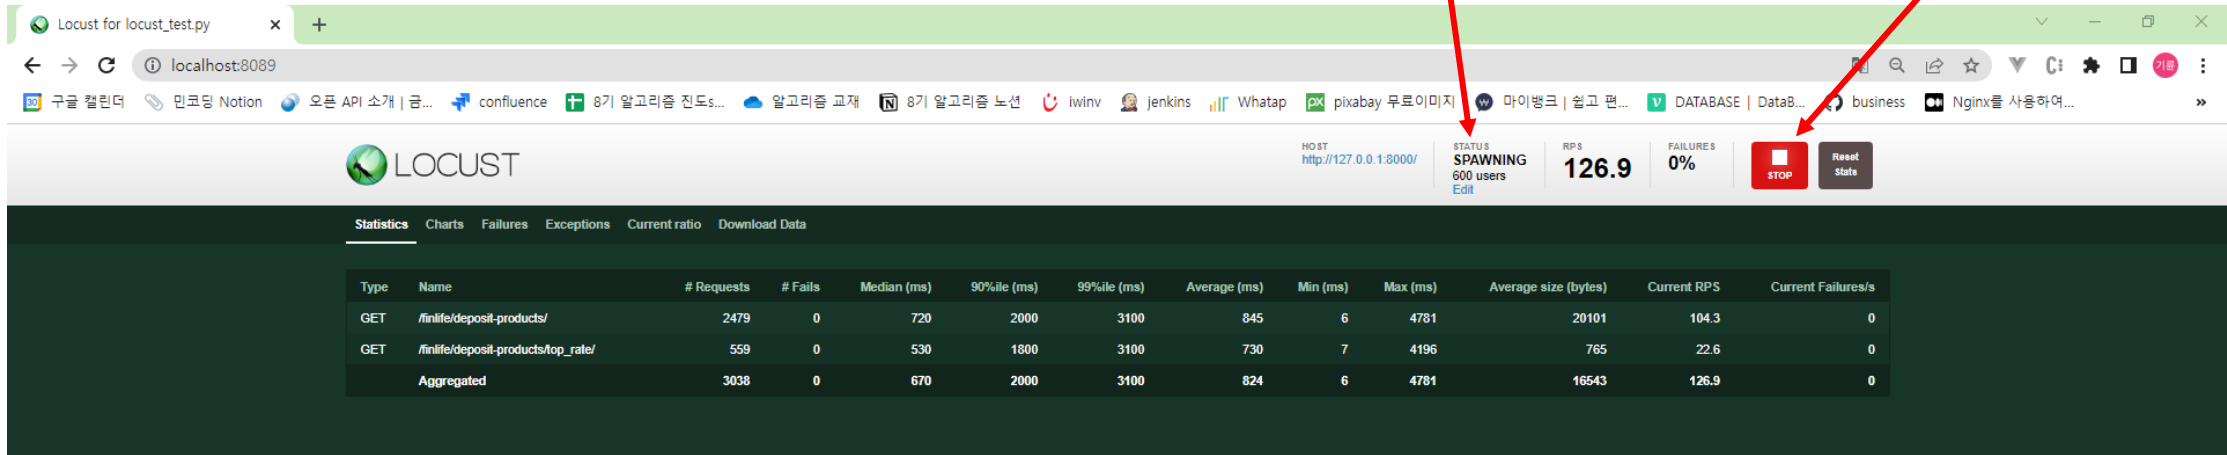 Locust for locust_test.py
localhost:8089
구글 캘린더 민코딩 Notion 오픈 API 소개 | 금... confluence 8기 알고리즘 진도s... 알고리즘 교재 8기 알고리즘 노션 iwinv jenkins Whatap pixabay 무료이미지 마이뱅크 | 쉽고 편... DATABASE | DataB... business Nginx를 사용하여...
LOCUST
HOST
http://127.0.0.1:8000/
STATUS
SPAWNING
600 users
Edit
RPS
126.9
FAILURES
0%
STOP
Reset
Stats
Statistics Charts Failures Exceptions Current ratio Download Data
Type Name # Requests # Fails Median (ms) 90%ile (ms) 99%ile (ms) Average (ms) Min (ms) Max (ms) Average size (bytes) Current RPS Current Failures/s
GET /finlife/deposit-products/ 2479 0 720 2000 3100 845 6 4781 20101 104.3 0
GET /finlife/deposit-products/top_rate/ 559 0 530 1800 3100 730 7 4196 765 22.6 0
Aggregated 3038 0 670 2000 3100 824 6 4781 16543 126.9 0